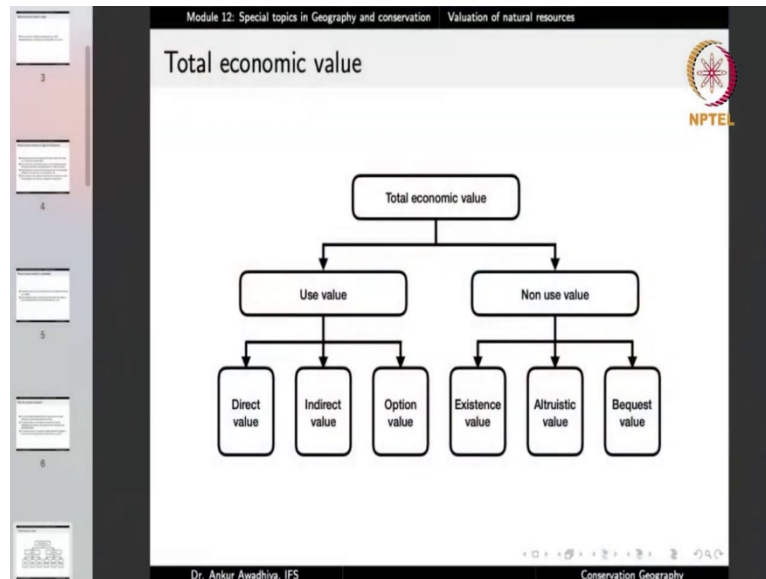 Module 12: Special topics in Geography and conservation Valuation of natural resources
Total economic value
NPTEL
Total economic value
Use value
Non use value
Direct value
Indirect value
Option value
Existence value
Altruistic value
Bequest value
3
4
5
6
Dr. Ankur Awadhiya, IFS
Conservation Geography